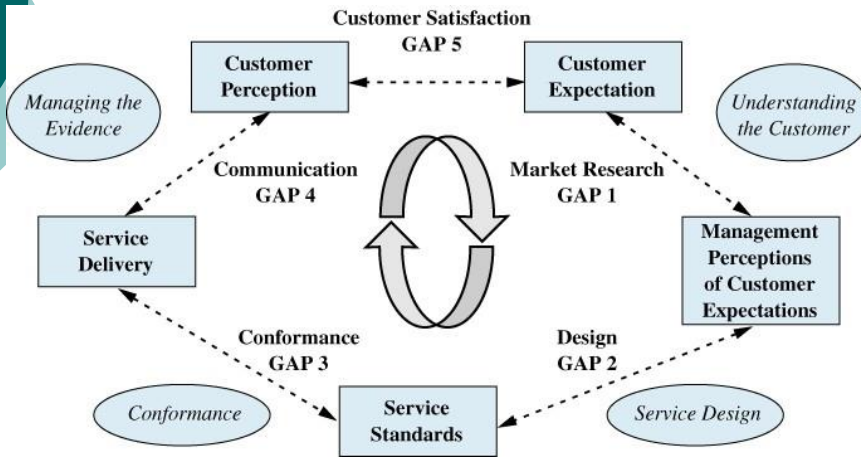 Customer Satisfaction
GAP 5
Customer
Perception
Customer
Expectation
Managing the
Evidence
Understanding
the Customer
Communication
GAP 4
Market Research
GAP 1
Service
Delivery
Management
Perceptions
of Customer
Expectations
Conformance
GAP 3
Design
GAP 2
Conformance
Service
Standards
Service Design